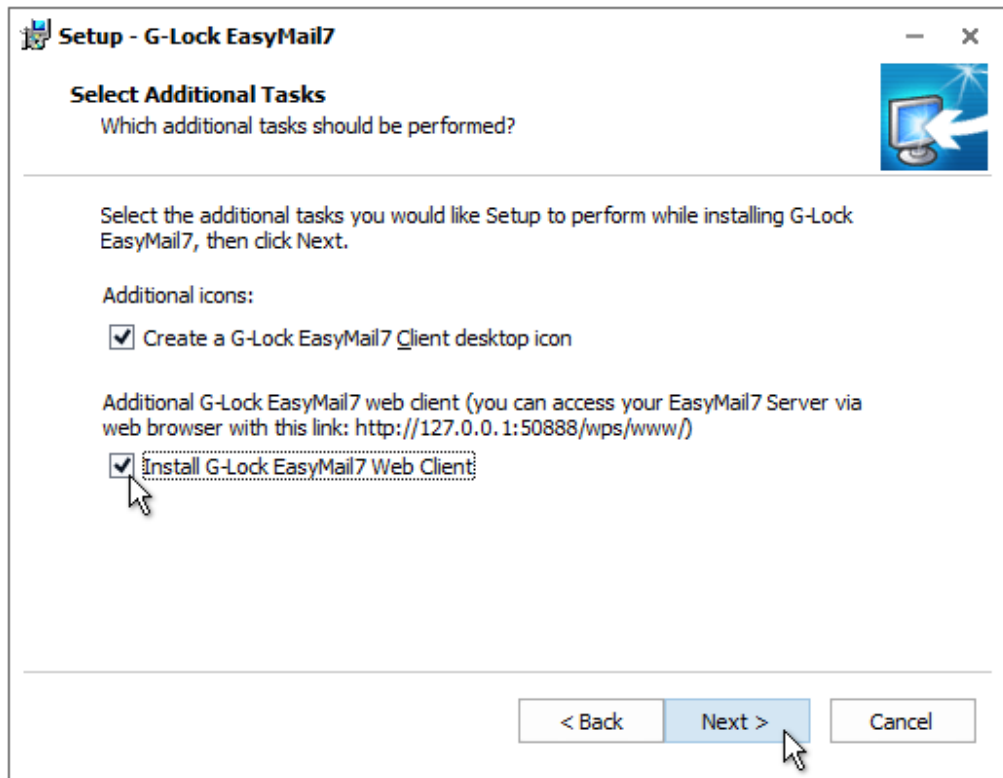 Setup - G-Lock EasyMail7
Select Additional Tasks
Which additional tasks should be performed?
Select the additional tasks you would like Setup to perform while installing G-Lock
EasyMail7, then click Next.
Additional icons:
Create a G-Lock EasyMail7 Client desktop icon
Additional G-Lock EasyMail7 web client (you can access your EasyMail7 Server via
web browser with this link: http://127.0.0.1:50888/wps/www/)
Install G-Lock EasyMail7 Web Client
< Back Next > Cancel